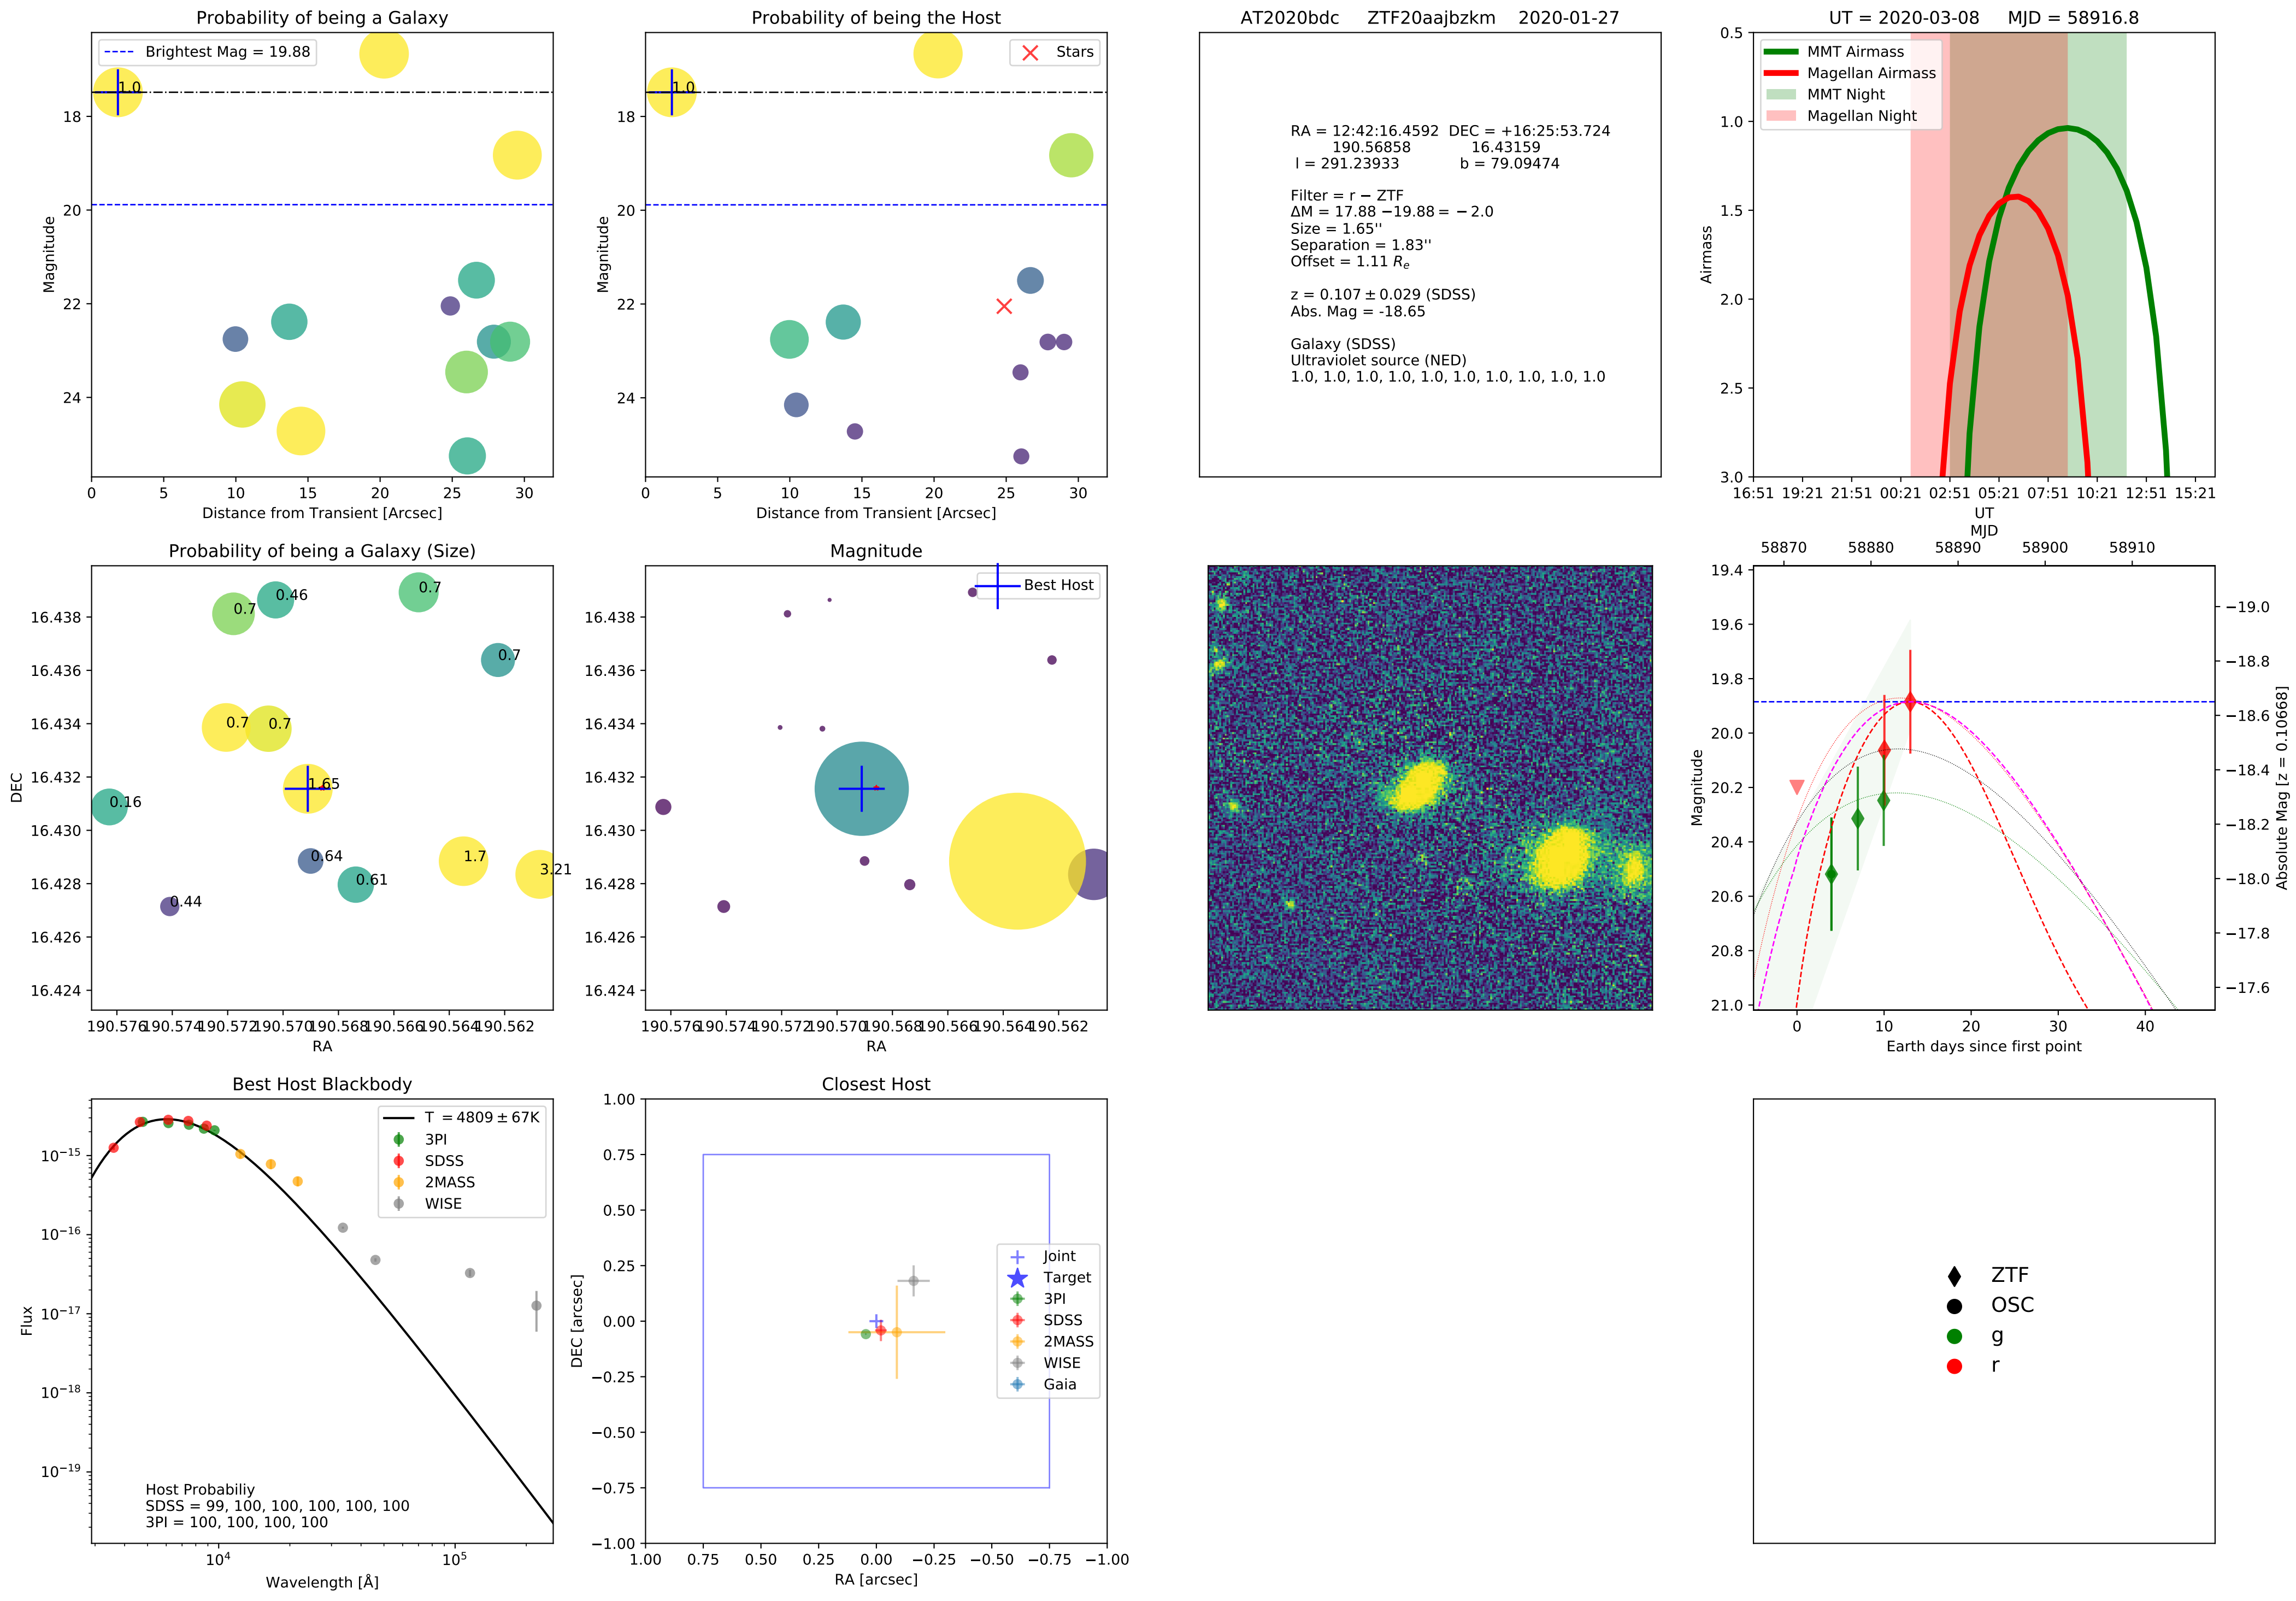 Probability of being a Galaxy
Brightest Mag = 19.88
1.0
18
20
22
24
Magnitude
0 5 10 15 20 25 30
Distance from Transient [Arcsec]
Probability of being the Host
Stars
1.0
18
20
22
24
Magnitude
0 5 10 15 20 25 30
Distance from Transient [Arcsec]
AT2020bdc ZTF20aajbzkm 2020-01-27
RA = 12:42:16.4592 DEC = +16:25:53.724
190.56858 16.43159
l = 291.23933 b = 79.09474
Filter = r − ZTF
ΔM = 17.88 −19.88 = −2.0
Size = 1.65''
Separation = 1.83''
Offset = 1.11 Re
z = 0.107 ± 0.029 (SDSS)
Abs. Mag = -18.65
Galaxy (SDSS)
Ultraviolet source (NED)
1.0, 1.0, 1.0, 1.0, 1.0, 1.0, 1.0, 1.0, 1.0, 1.0
UT = 2020-03-08 MJD = 58916.8
MMT Airmass
Magellan Airmass
MMT Night
Magellan Night
0.5
1.0
1.5
2.0
2.5
3.0
Airmass
16:51 19:21 21:51 00:21 02:51 05:21 07:51 10:21 12:51 15:21
UT
Probability of being a Galaxy (Size)
0.7
0.46
0.7
0.7
0.7
0.7
1.65
0.16
0.64
0.61
1.7
3.21
0.44
16.438
16.436
16.434
16.432
16.430
16.428
16.426
16.424
DEC
190.576 190.574 190.572 190.570 190.568 190.566 190.564 190.562
RA
Magnitude
Best Host
16.438
16.436
16.434
16.432
16.430
16.428
16.426
16.424
190.576 190.574 190.572 190.570 190.568 190.566 190.564 190.562
RA
MJD
58870 58880 58890 58900 58910
19.4
19.6
19.8
20.0
20.2
20.4
20.6
20.8
21.0
Magnitude
−19.0
−18.8
−18.6
−18.4
−18.2
−18.0
−17.8
−17.6
Absolute Mag [z = 0.10668]
0 10 20 30 40
Earth days since first point
Best Host Blackbody
T = 4809 ± 67K
3PI
SDSS
2MASS
WISE
10−15
10−16
10−17
10−18
10−19
Flux
Host Probabiliy
SDSS = 99, 100, 100, 100, 100, 100
3PI = 100, 100, 100, 100
104 105
Wavelength [Å]
Closest Host
Joint
Target
3PI
SDSS
2MASS
WISE
Gaia
1.00
0.75
0.50
0.25
0.00
−0.25
−0.50
−0.75
−1.00
DEC [arcsec]
1.00 0.75 0.50 0.25 0.00 −0.25 −0.50 −0.75 −1.00
RA [arcsec]
ZTF
OSC
g
r